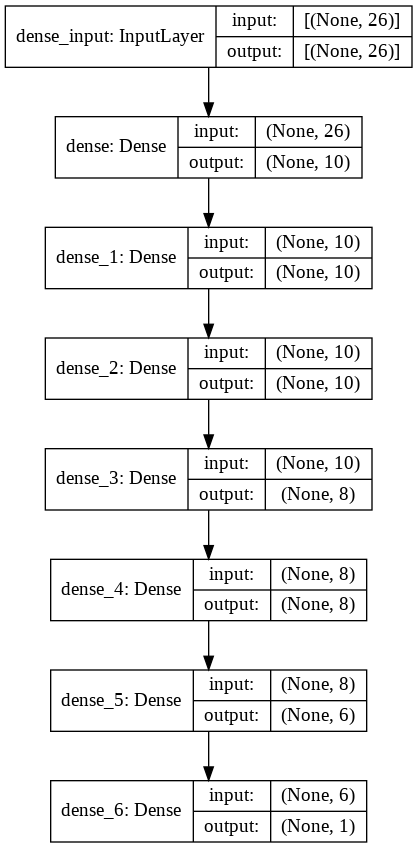 dense_input: InputLayer
input: [(None, 26)]
output: [(None, 26)]
dense: Dense
input: (None, 26)
output: (None, 10)
dense_1: Dense
input: (None, 10)
output: (None, 10)
dense_2: Dense
input: (None, 10)
output: (None, 10)
dense_3: Dense
input: (None, 10)
output: (None, 8)
dense_4: Dense
input: (None, 8)
output: (None, 8)
dense_5: Dense
input: (None, 8)
output: (None, 6)
dense_6: Dense
input: (None, 6)
output: (None, 1)